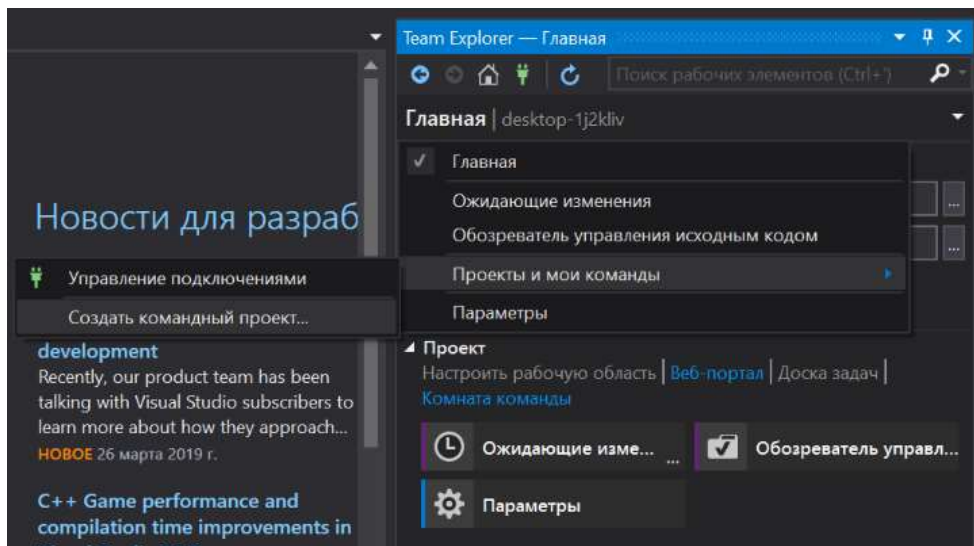 Team Explorer — Главная
Поиск рабочих элементов (Ctrl+')
Главная | desktop-1j2kliv
Главная
Ожидающие изменения
Обозреватель управления исходным кодом
Проекты и мои команды
Параметры
Управление подключениями
Создать командный проект...
Новости для разраб
development
Recently, our product team has been
talking with Visual Studio subscribers to
learn more about how they approach...
НОВОЕ 26 марта 2019 г.
C++ Game performance and
compilation time improvements in
Проект
Настроить рабочую область | Веб-портал | Доска задач |
Комната команды
Ожидающие изме... ...
Обозреватель управл...
Параметры